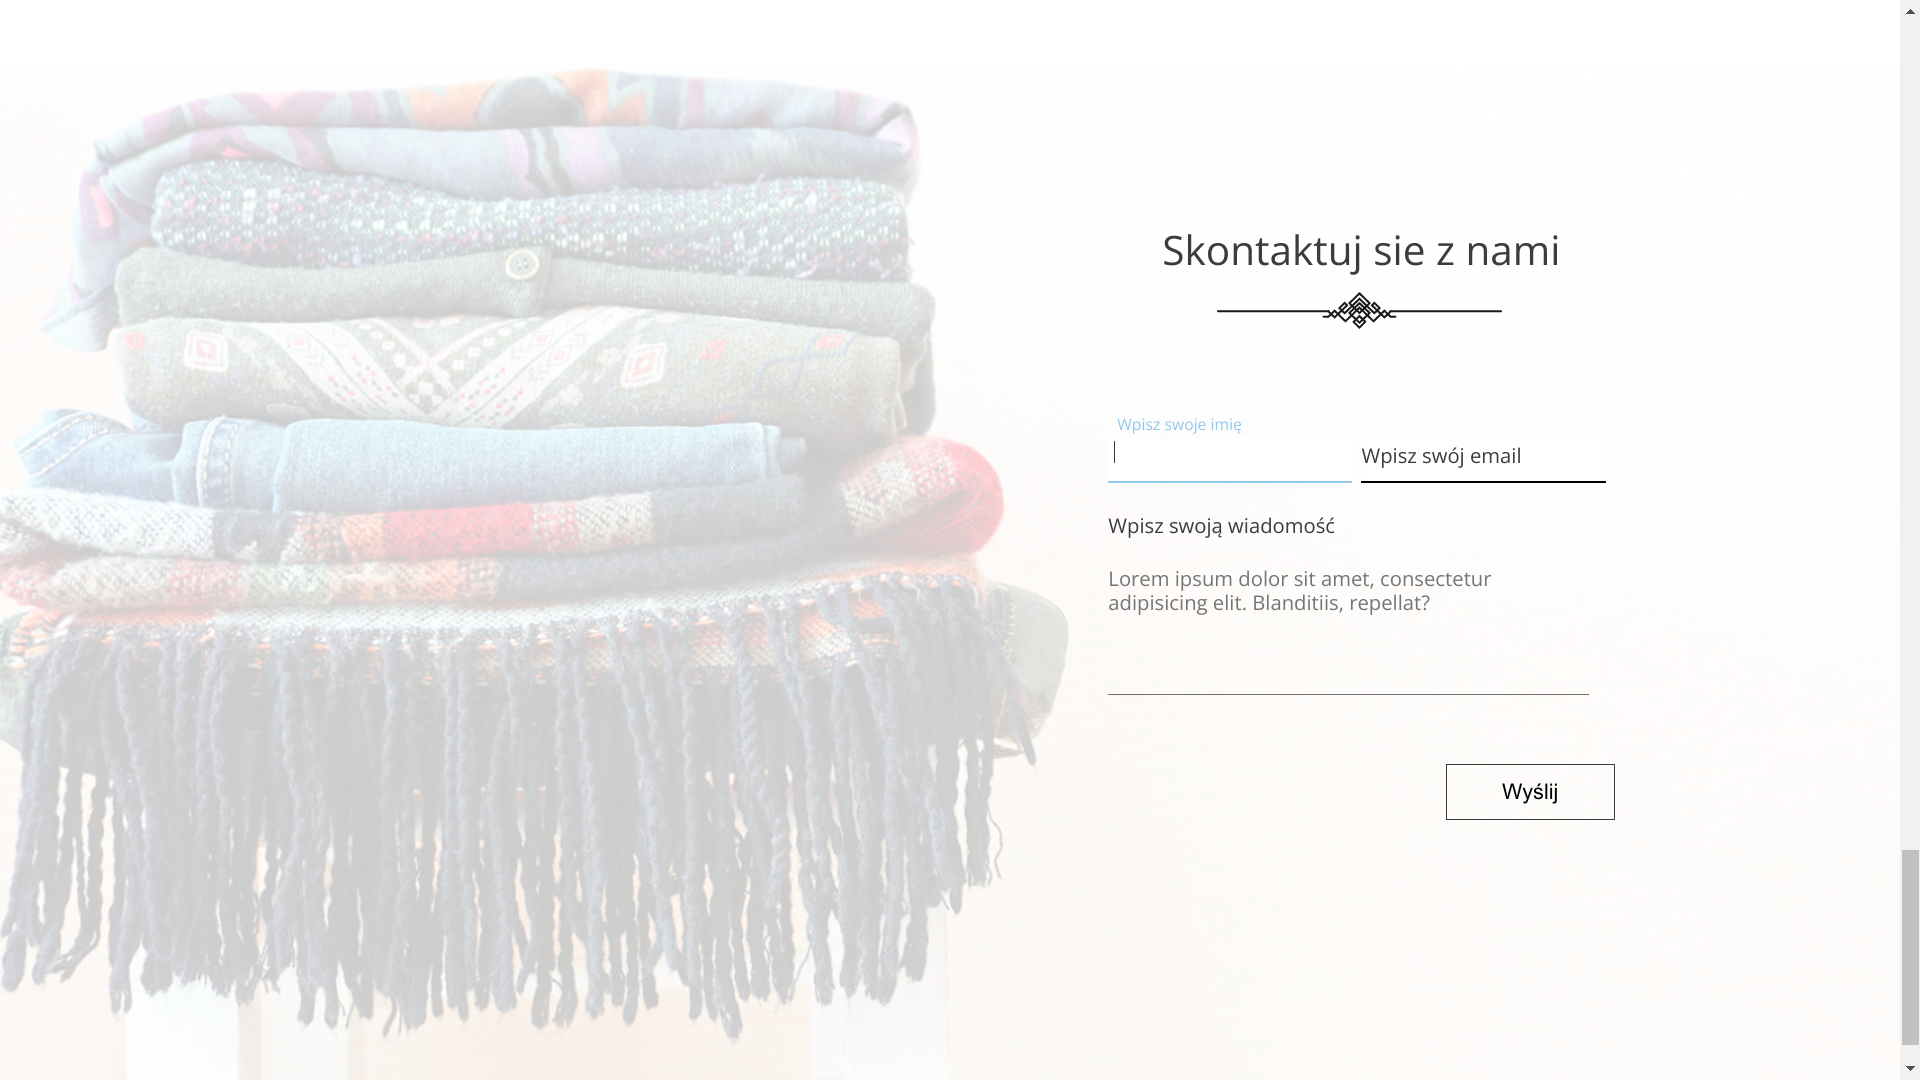 Skontaktuj sie z nami
Wpisz swoje imię
Wpisz swój email
Wpisz swoją wiadomość
Lorem ipsum dolor sit amet, consectetur
adipisicing elit. Blanditiis, repellat?
Wyślij